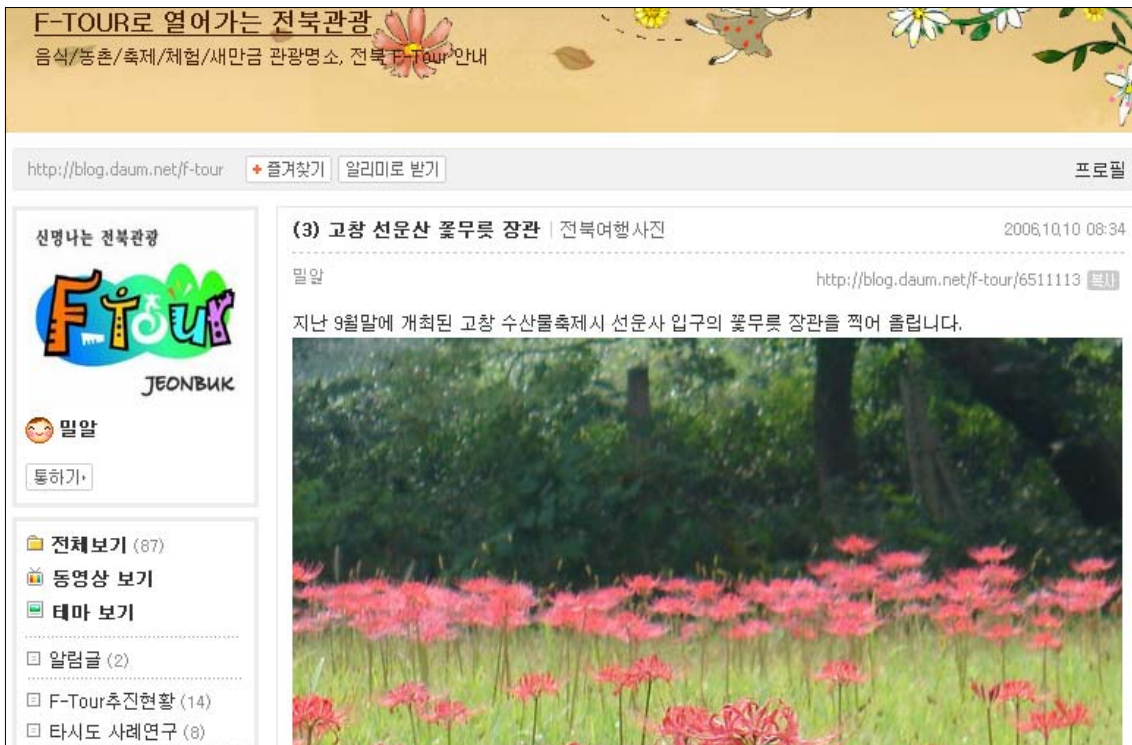 F-TOUR로 열어가는 전북관광
음식/농촌/축제/체험/새만금 관광명소, 전북 F-Tour 안내
http://blog.daum.net/f-tour
+ 즐겨찾기
알리미로 받기
프로필
신명나는 전북관광
F TOUR
JEONBUK
밀알
통하기
전체보기 (87)
동영상 보기
테마 보기
알림글 (2)
F-Tour추진현황 (14)
타시도 사례연구 (8)
(3) 고창 선운산 꽃무릇 장관 | 전북여행사진
2006.10.10 08:34
밀알
http://blog.daum.net/f-tour/6511113 복사
지난 9월말에 개최된 고창 수산물축제시 선운사 입구의 꽃무릇 장관을 찍어 올립니다.